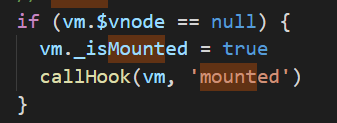 if (vm.$vnode == null) {
vm._isMounted = true
callHook(vm, 'mounted')
}